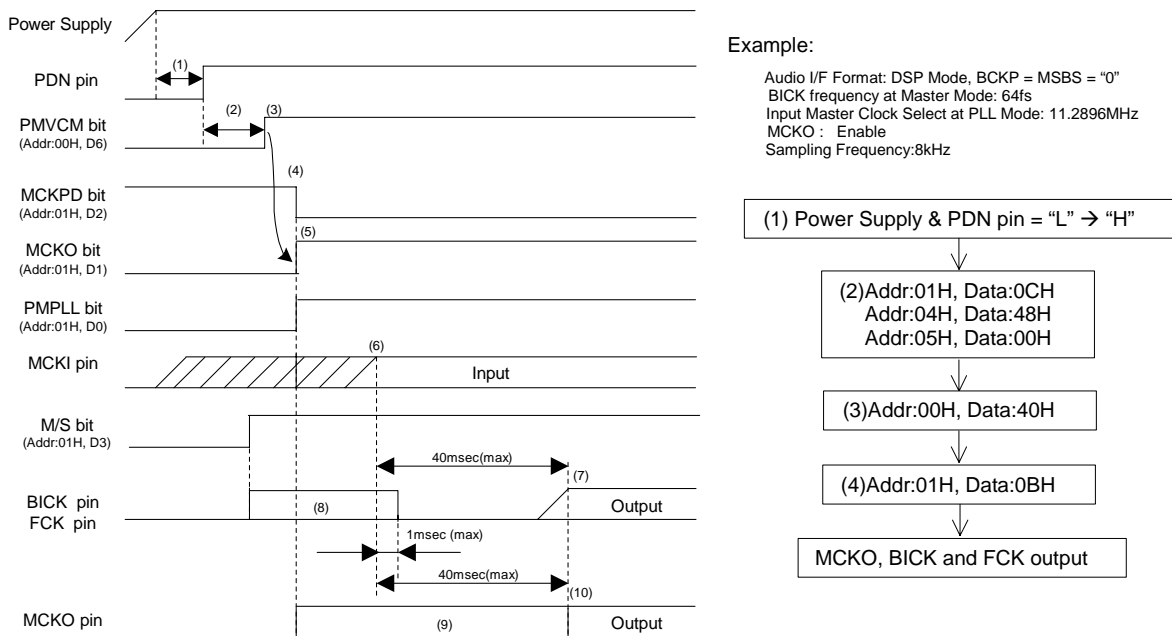 Power Supply
(1)
PDN pin
(2)
(3)
PMVCM bit
(Addr:00H, D6)
(4)
MCKPD bit
(Addr:01H, D2)
(5)
MCKO bit
(Addr:01H, D1)
PMPLL bit
(Addr:01H, D0)
(6)
MCKI pin
Input
M/S bit
(Addr:01H, D3)
40msec(max)
(7)
BICK pin
FCK pin
(8)
Output
1msec (max)
40msec(max)
(10)
MCKO pin
(9)
Output
Example:
Audio I/F Format: DSP Mode, BCKP = MSBS = “0”
BICK frequency at Master Mode: 64fs
Input Master Clock Select at PLL Mode: 11.2896MHz
MCKO : Enable
Sampling Frequency:8kHz
(1) Power Supply & PDN pin = “L” → “H”
(2)Addr:01H, Data:0CH
Addr:04H, Data:48H
Addr:05H, Data:00H
(3)Addr:00H, Data:40H
(4)Addr:01H, Data:0BH
MCKO, BICK and FCK output